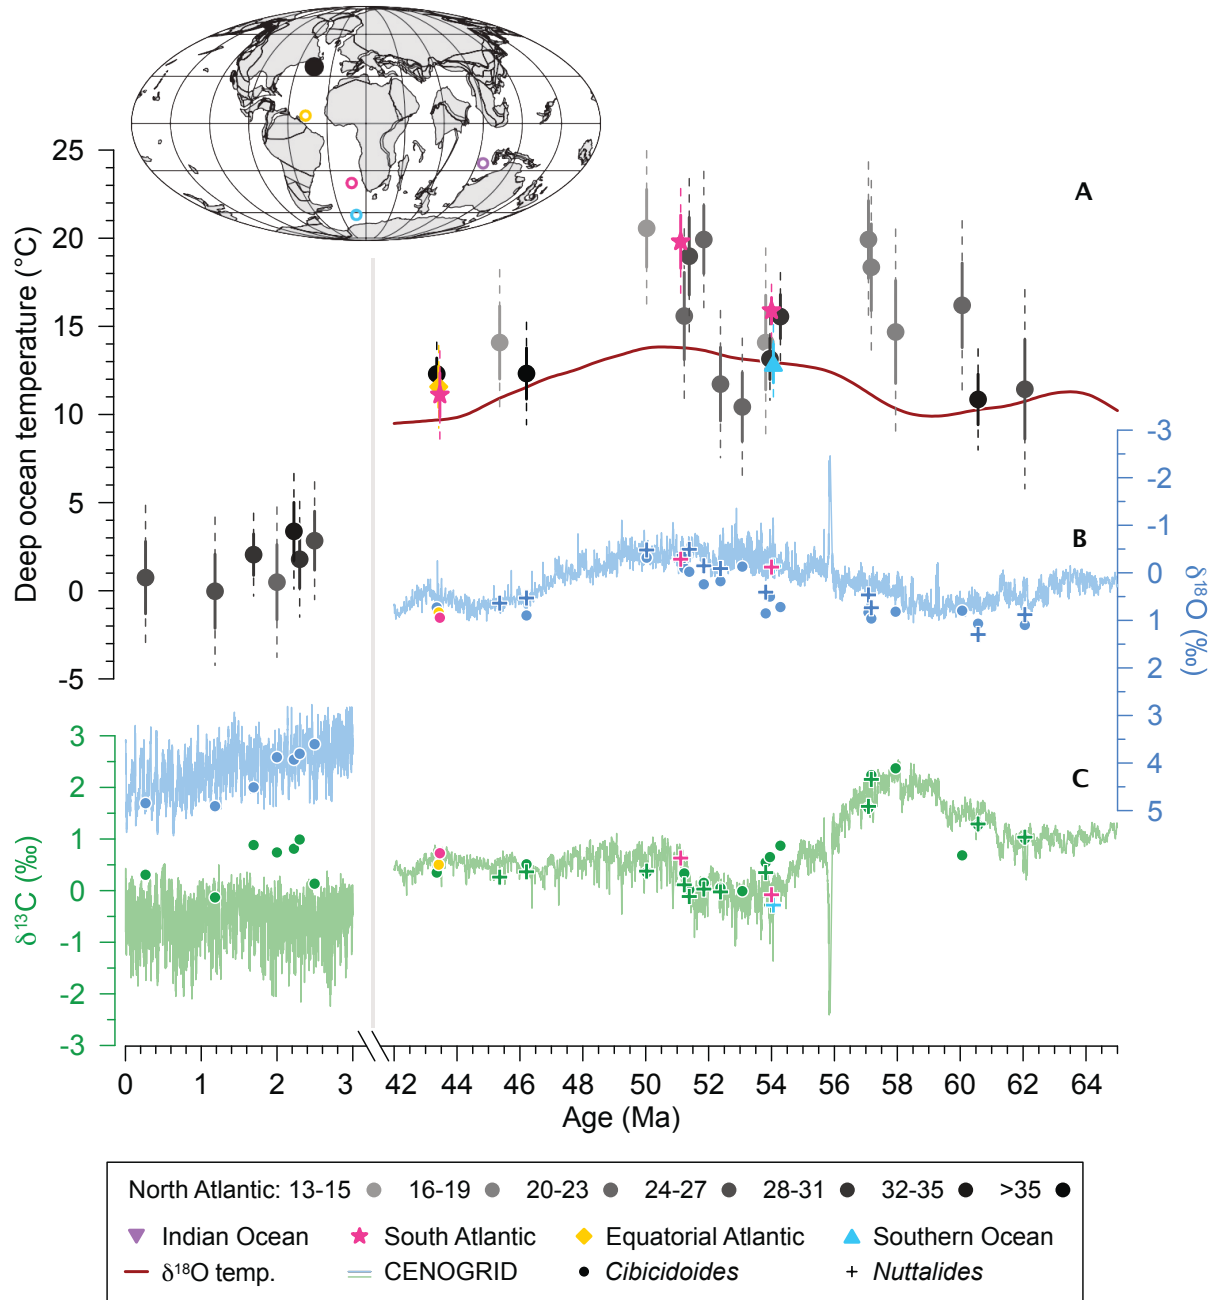 A
25
20
15
10
5
0
-5
Deep ocean temperature (°C)
B
-3
-2
-1
0
1
2
3
4
5
δ18O (‰)
C
3
2
1
0
-1
-2
-3
δ13C (‰)
0 1 2 3 42 44 46 48 50 52 54 56 58 60 62 64
Age (Ma)
North Atlantic: 13-15 16-19 20-23 24-27 28-31 32-35 >35
Indian Ocean South Atlantic Equatorial Atlantic Southern Ocean
δ18O temp. CENOGRID Cibicidoides Nuttalides